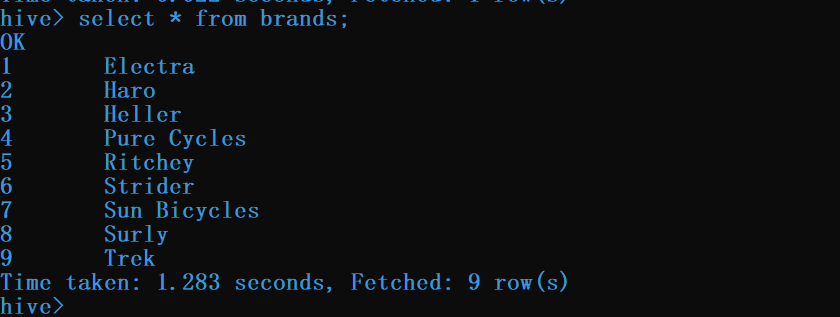 hive> select * from brands;
OK
1 Electra
2 Haro
3 Heller
4 Pure Cycles
5 Ritchey
6 Strider
7 Sun Bicycles
8 Surly
9 Trek
Time taken: 1.283 seconds, Fetched: 9 row(s)
hive>